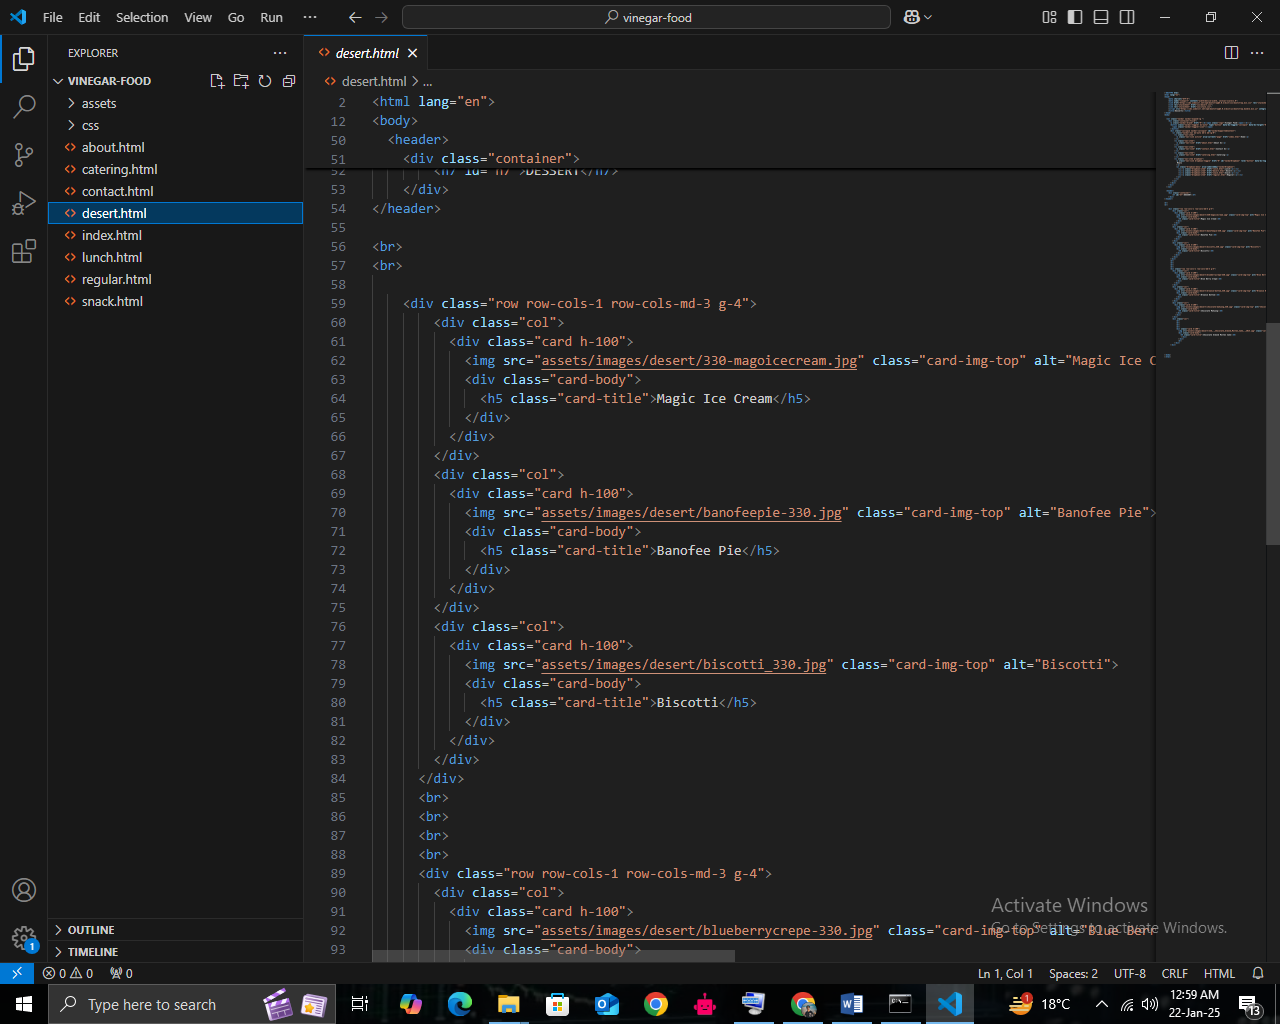 File Edit Selection View Go Run ··· vinegar-food
EXPLORER ···
desert.html
VINEGAR-FOOD
desert.html > ...
assets
css
about.html
catering.html
contact.html
desert.html
index.html
lunch.html
regular.html
snack.html
OUTLINE
TIMELINE
2 <html lang="en">
12 <body>
50 <header>
51 <div class="container">
52 <h7 id="h7">DESSERT</h7>
53 </div>
54 </header>
55
56 <br>
57 <br>
58
59 <div class="row row-cols-1 row-cols-md-3 g-4">
60 <div class="col">
61 <div class="card h-100">
62 <img src="assets/images/desert/330-magoicecream.jpg" class="card-img-top" alt="Magic Ice C
63 <div class="card-body">
64 <h5 class="card-title">Magic Ice Cream</h5>
65 </div>
66 </div>
67 </div>
68 <div class="col">
69 <div class="card h-100">
70 <img src="assets/images/desert/banofeepie-330.jpg" class="card-img-top" alt="Banofee Pie">
71 <div class="card-body">
72 <h5 class="card-title">Banofee Pie</h5>
73 </div>
74 </div>
75 </div>
76 <div class="col">
77 <div class="card h-100">
78 <img src="assets/images/desert/biscotti_330.jpg" class="card-img-top" alt="Biscotti">
79 <div class="card-body">
80 <h5 class="card-title">Biscotti</h5>
81 </div>
82 </div>
83 </div>
84 </div>
85 <br>
86 <br>
87 <br>
88 <br>
89 <div class="row row-cols-1 row-cols-md-3 g-4">
90 <div class="col">
91 <div class="card h-100">
92 <img src="assets/images/desert/blueberrycrepe-330.jpg" class="card-img-top" alt="Blue Berr
93 <div class="card-body">
Activate Windows
Go to Settings to activate Windows.
0 0 0 Ln 1, Col 1 Spaces: 2 UTF-8 CRLF HTML
Type here to search
1
1
18°C
12:59 AM
22-Jan-25
13